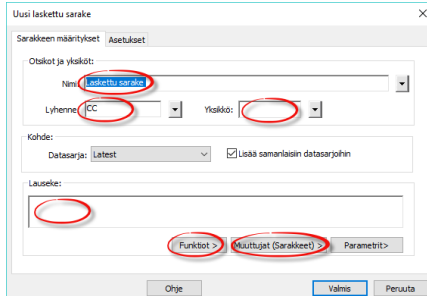 Uusi laskettu sarake
Sarakkeen määritykset Asetukset
Otsikot ja yksiköt:
Nimi: Laskettu sarake
Lyhenne: CC Yksikkö:
Kohde:
Datasarja: Latest Lisää samanlaisiin datasarjoihin
Lauseke:
Funktiot > Muuttujat (Sarakkeet) > Parametrit>
Ohje Valmis Peruuta